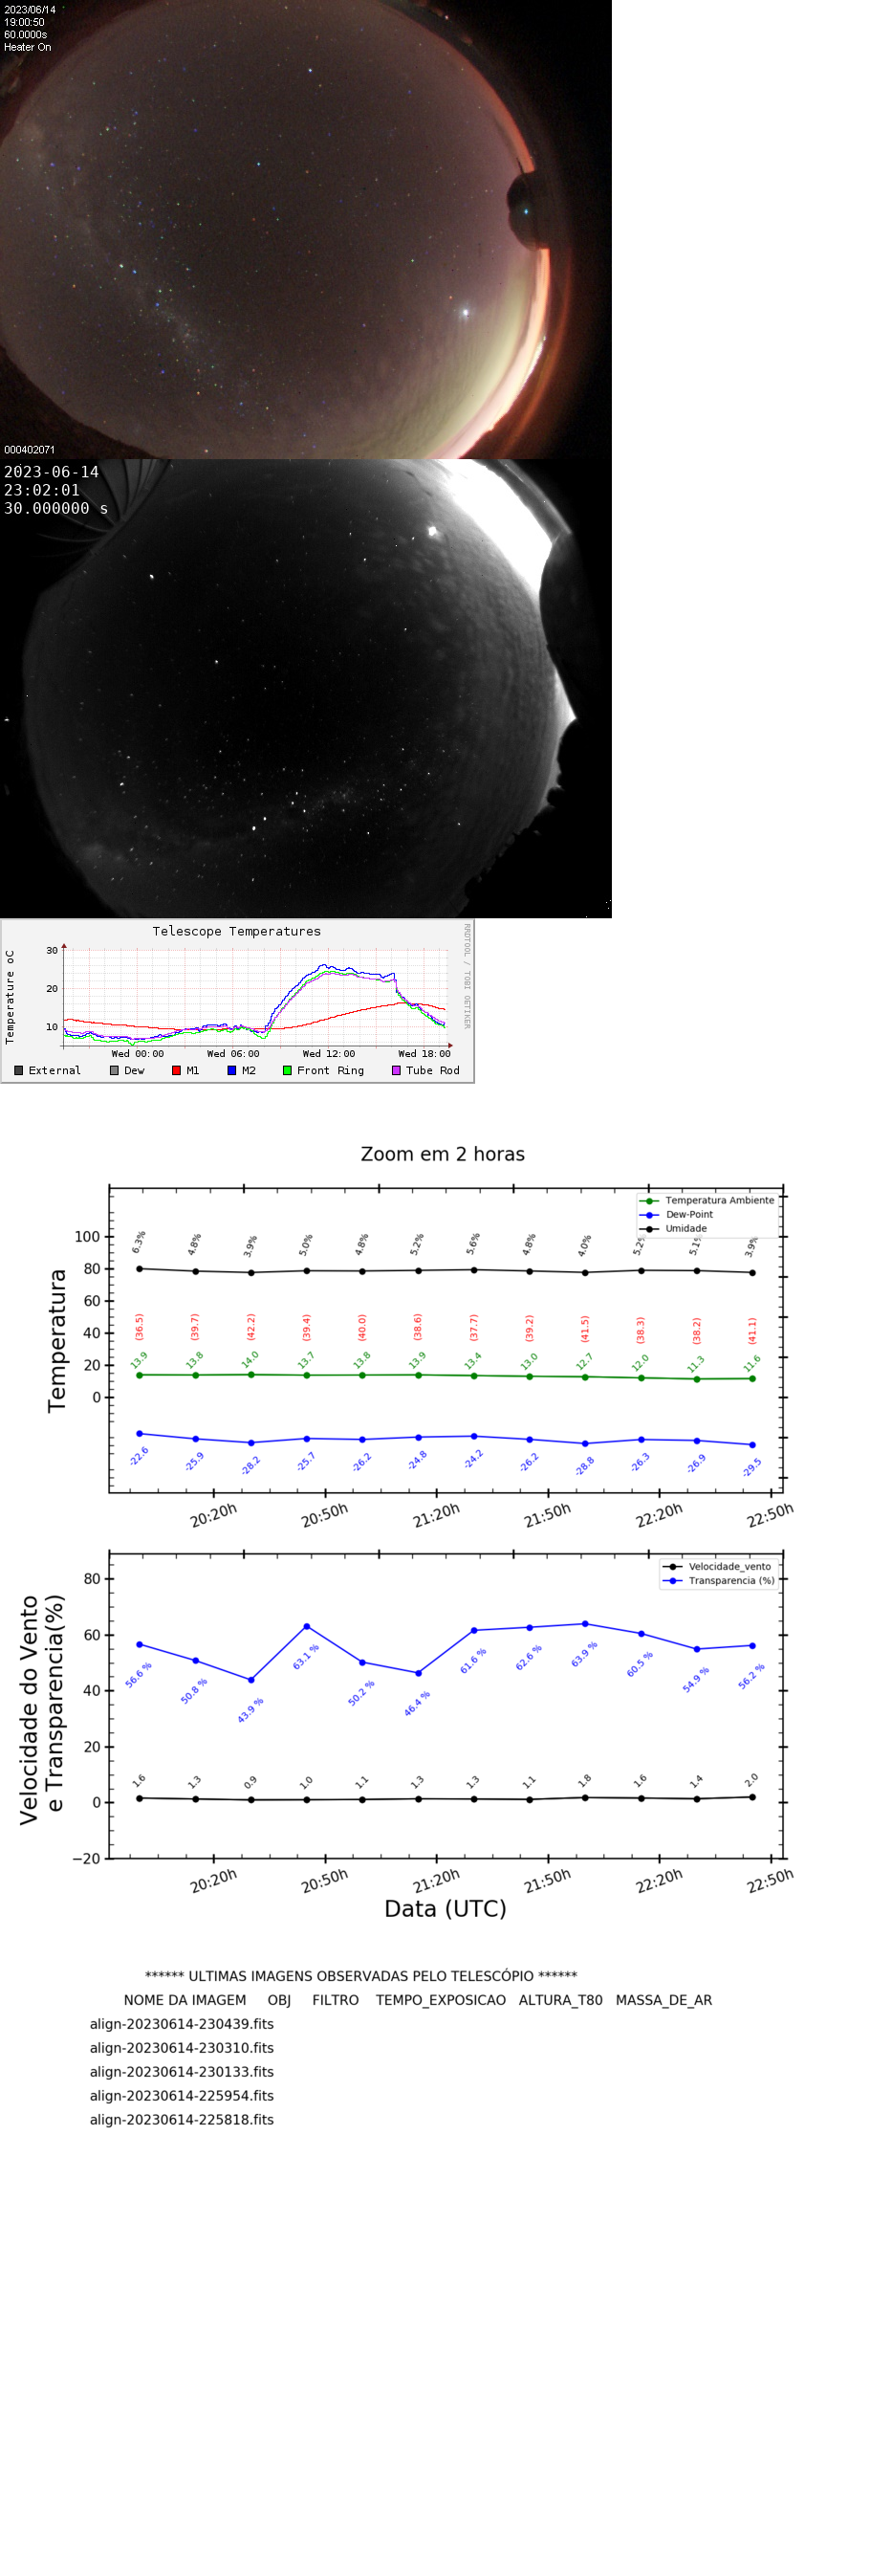 2023/06/14
19:00:50
60.0000s
Heater On
000402071
2023-06-14
23:02:01
30.000000 s
Telescope Temperatures
RRDTOOL / TOBI OETIKER
Temperature oC
30
20
10
Wed 00:00 Wed 06:00 Wed 12:00 Wed 18:00
External Dew M1 M2 Front Ring Tube Rod
Zoom em 2 horas
Temperatura Ambiente
Dew-Point
Umidade
Temperatura
100
80
60
40
20
0
6.3% 4.8% 3.9% 5.0% 4.8% 5.2% 5.6% 4.8% 4.0% 5.2% 5.1% 3.9%
(36.5) (39.7) (42.2) (39.4) (40.0) (38.6) (37.7) (39.2) (41.5) (38.3) (38.2) (41.1)
13.9 13.8 14.0 13.7 13.8 13.9 13.4 13.0 12.7 12.0 11.3 11.6
-22.6 -25.9 -28.2 -25.7 -26.2 -24.8 -24.2 -26.2 -28.8 -26.3 -26.9 -29.5
20:20h 20:50h 21:20h 21:50h 22:20h 22:50h
Velocidade_vento
Transparencia (%)
Velocidade do Vento
e Transparencia(%)
80
60
40
20
0
−20
56.6 % 50.8 % 43.9 % 63.1 % 50.2 % 46.4 % 61.6 % 62.6 % 63.9 % 60.5 % 54.9 % 56.2 %
1.6 1.3 0.9 1.0 1.1 1.3 1.3 1.1 1.8 1.6 1.4 2.0
20:20h 20:50h 21:20h 21:50h 22:20h 22:50h
Data (UTC)
****** ULTIMAS IMAGENS OBSERVADAS PELO TELESCÓPIO ******
NOME DA IMAGEM OBJ FILTRO TEMPO_EXPOSICAO ALTURA_T80 MASSA_DE_AR
align-20230614-230439.fits
align-20230614-230310.fits
align-20230614-230133.fits
align-20230614-225954.fits
align-20230614-225818.fits